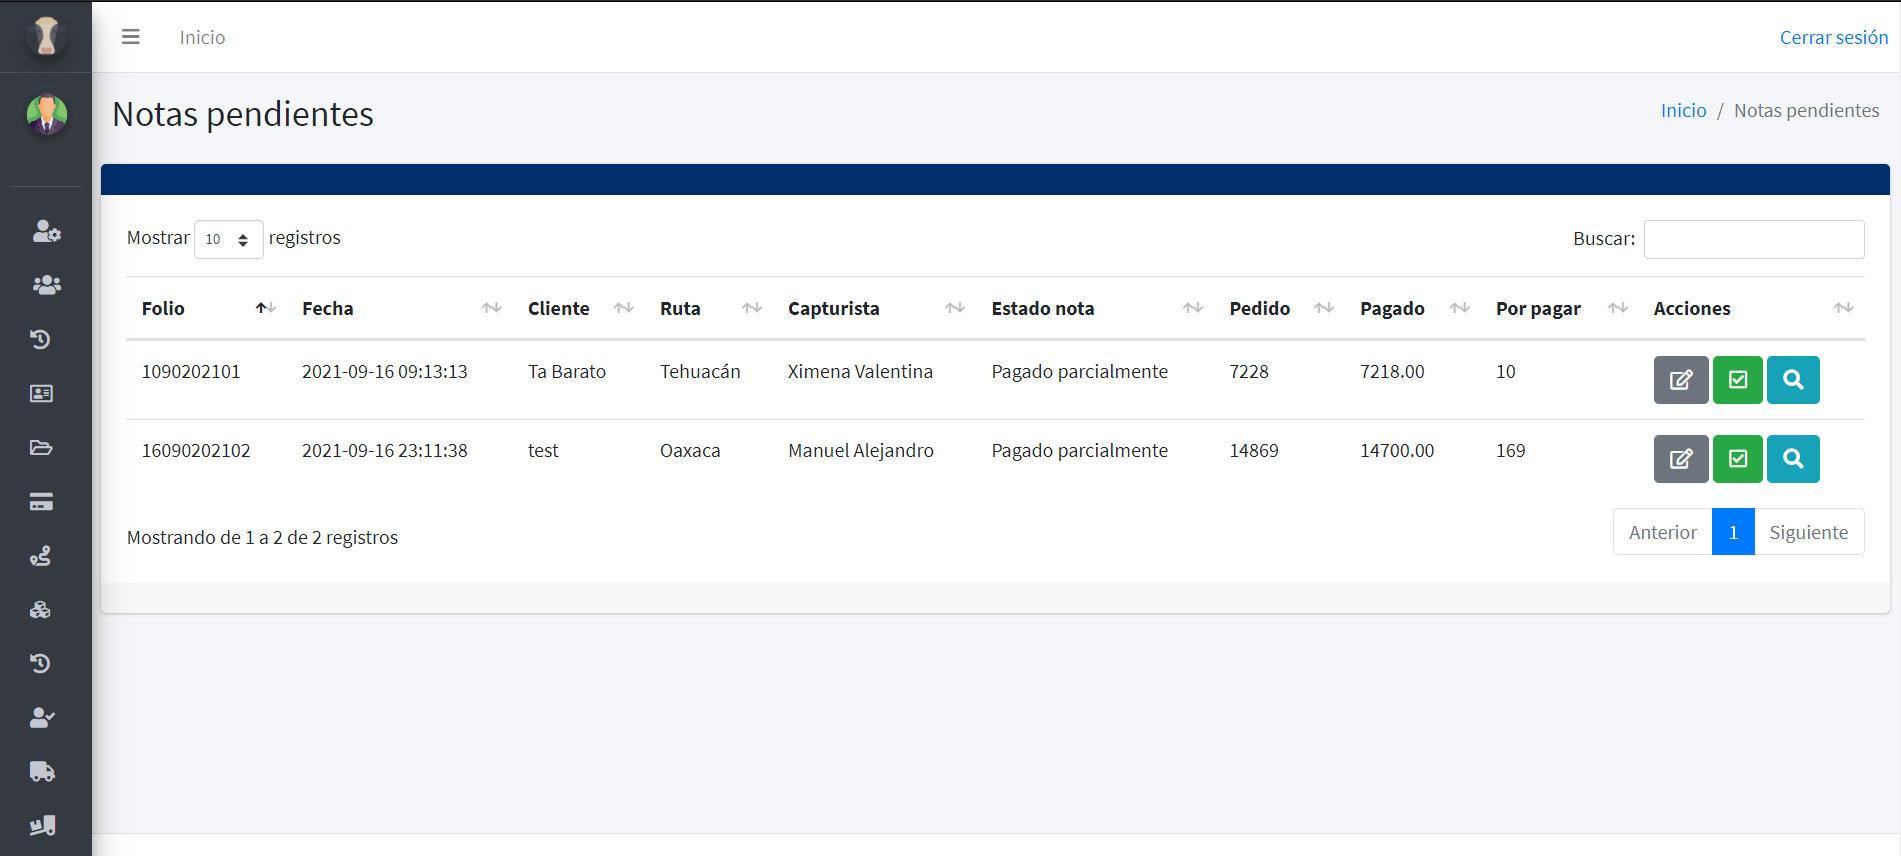 Inicio
Cerrar sesión
Notas pendientes
Inicio / Notas pendientes
Mostrar 10 registros
Buscar:
Folio Fecha Cliente Ruta Capturista Estado nota Pedido Pagado Por pagar Acciones
1090202101 2021-09-16 09:13:13 Ta Barato Tehuacán Ximena Valentina Pagado parcialmente 7228 7218.00 10
16090202102 2021-09-16 23:11:38 test Oaxaca Manuel Alejandro Pagado parcialmente 14869 14700.00 169
Mostrando de 1 a 2 de 2 registros
Anterior 1 Siguiente